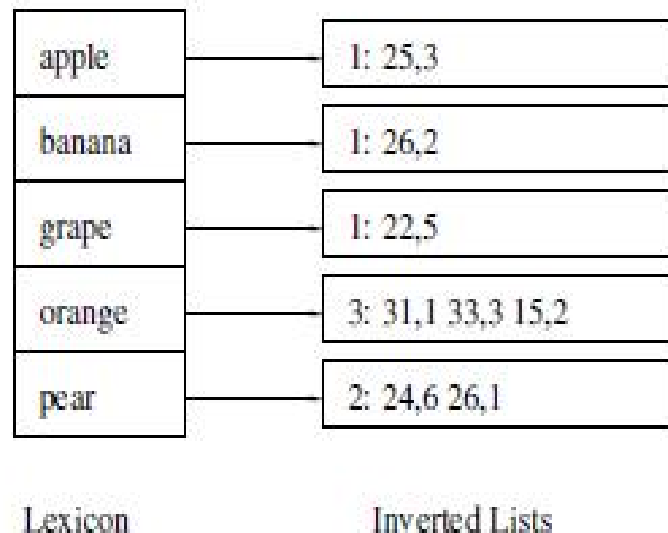 apple 1: 25,3
banana 1: 26,2
grape 1: 22,5
orange 3: 31,1 33,3 15,2
pear 2: 24,6 26,1
Lexicon Inverted Lists